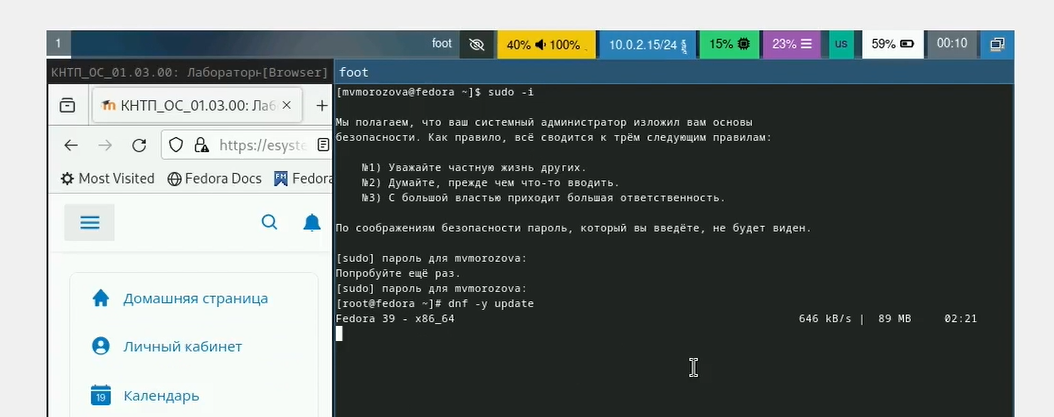 1
foot
40% 100%
10.0.2.15/24
15%
23%
us
59%
00:10
КНТП_ОС_01.03.00: Лаборатор‹[Browser]
foot
КНТП_ОС_01.03.00: Лаб
https://esyste
Most Visited
Fedora Docs
Fedora
Домашняя страница
Личный кабинет
19
Календарь
[mvmorozova@fedora ~]$ sudo -i
Мы полагаем, что ваш системный администратор изложил вам основы
безопасности. Как правило, всё сводится к трём следующим правилам:
№1) Уважайте частную жизнь других.
№2) Думайте, прежде чем что-то вводить.
№3) С большой властью приходит большая ответственность.
По соображениям безопасности пароль, который вы введёте, не будет виден.
[sudo] пароль для mvmorozova:
Попробуйте ещё раз.
[sudo] пароль для mvmorozova:
[root@fedora ~]# dnf -y update
Fedora 39 - x86_64 646 kB/s | 89 MB 02:21